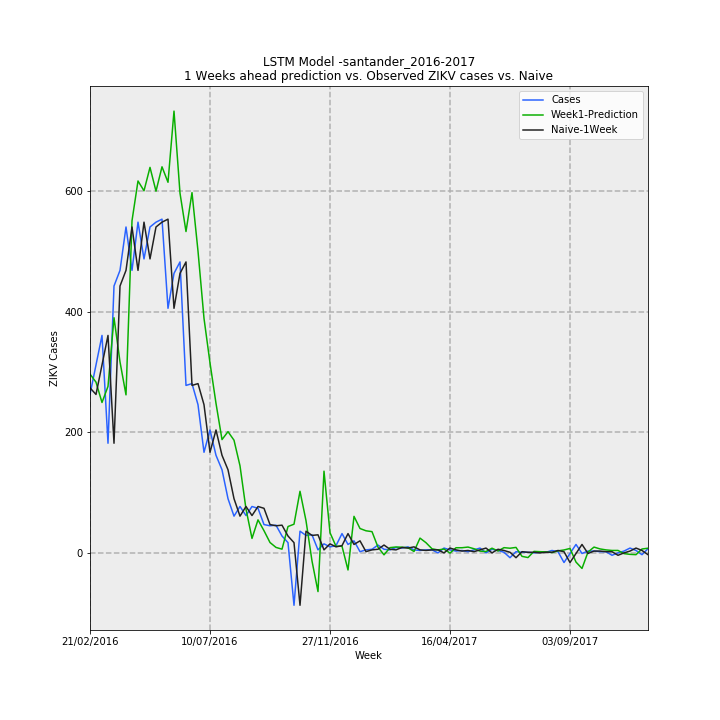 LSTM Model -santander_2016-2017
1 Weeks ahead prediction vs. Observed ZIKV cases vs. Naive
Cases
Week1-Prediction
Naive-1Week
ZIKV Cases
600
400
200
0
21/02/2016
10/07/2016
27/11/2016
16/04/2017
03/09/2017
Week